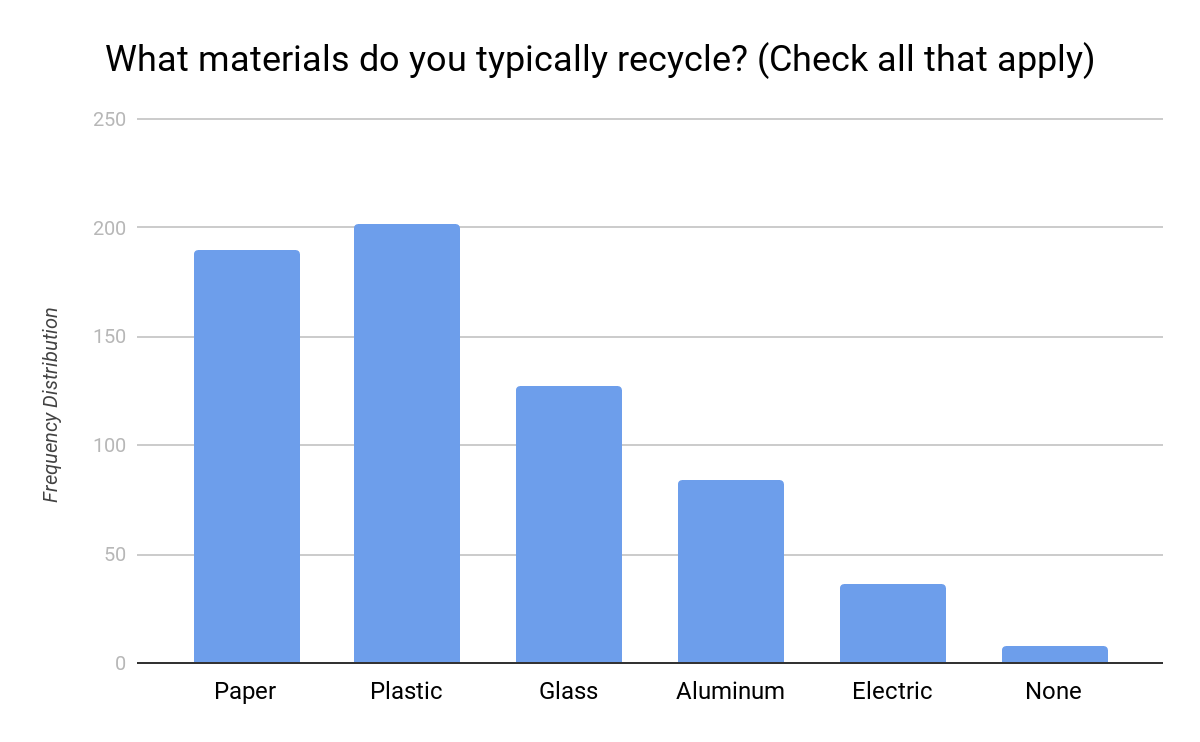 What materials do you typically recycle? (Check all that apply)
250
200
150
100
50
0
Frequency Distribution
Paper Plastic Glass Aluminum Electric None